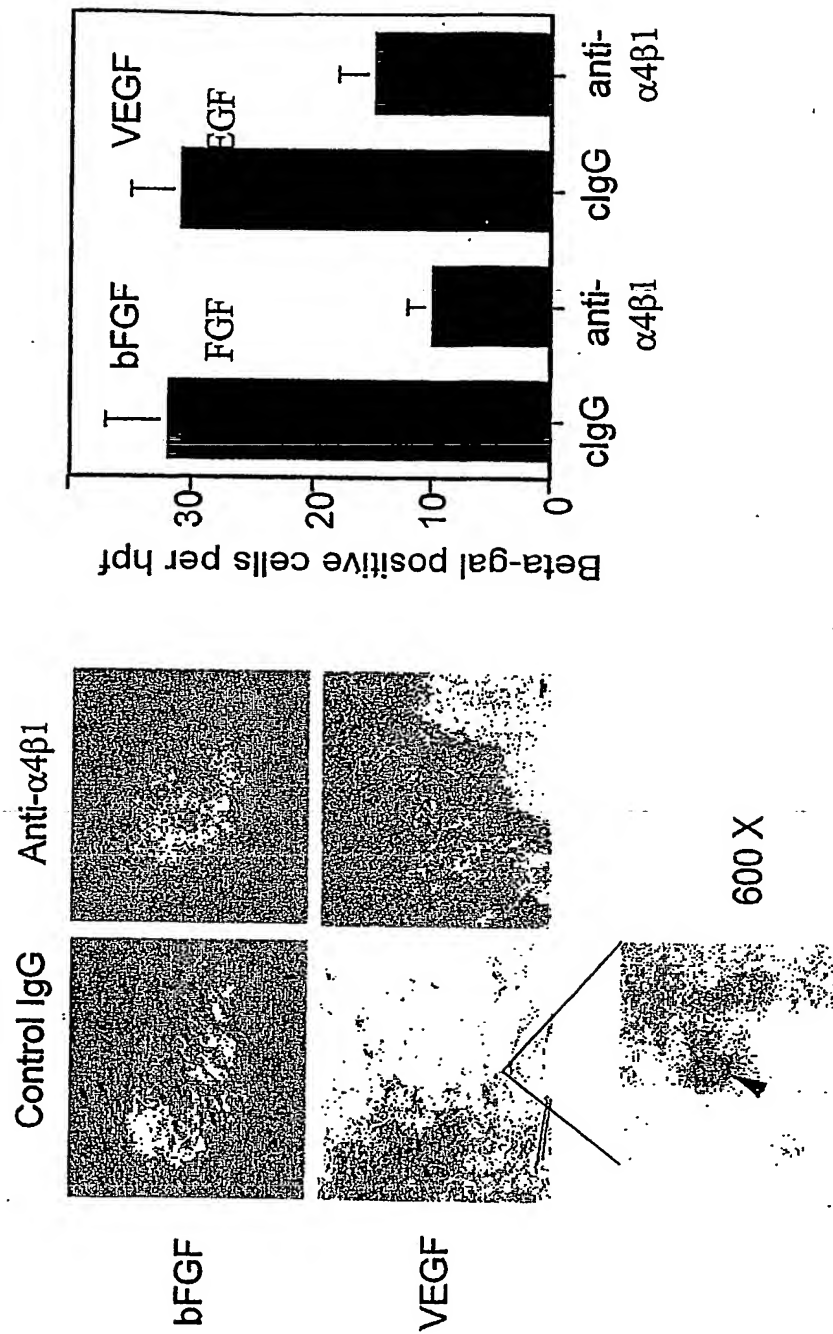 Control IgG
Anti-α4β1
bFGF
VEGF
600 X
Beta-gal positive cells per hpf
30
20
10
0
bFGF
VEGF
FGF
EGF
cIgG
anti-
α4β1
cIgG
anti-
α4β1